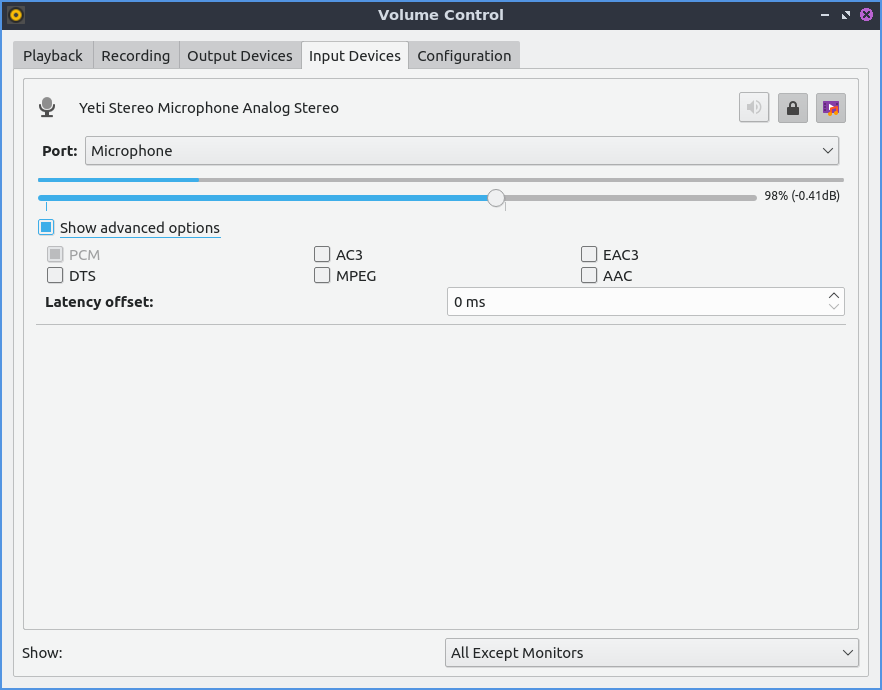 Volume Control
Playback Recording Output Devices Input Devices Configuration
Yeti Stereo Microphone Analog Stereo
Port: Microphone
98% (-0.41dB)
Show advanced options
PCM AC3 EAC3
DTS MPEG AAC
Latency offset: 0 ms
Show: All Except Monitors